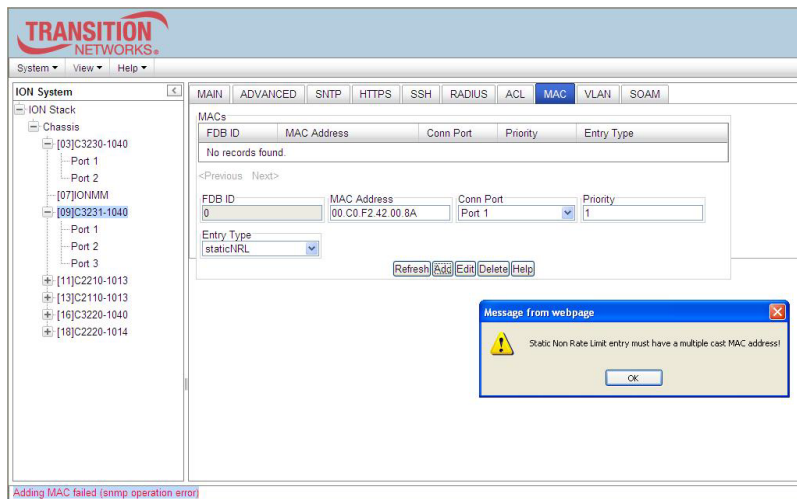 TRANSITION
NETWORKS®
System View Help
ION System
ION Stack
Chassis
[03]C3230-1040
Port 1
Port 2
[07]IONMM
[09]C3231-1040
Port 1
Port 2
Port 3
[11]C2210-1013
[13]C2110-1013
[16]C3220-1040
[18]C2220-1014
MAIN ADVANCED SNTP HTTPS SSH RADIUS ACL MAC VLAN SOAM
MACs
FDB ID MAC Address Conn Port Priority Entry Type
No records found.
<Previous Next>
FDB ID MAC Address Conn Port Priority
0 00.C0.F2.42.00.8A Port 1 1
Entry Type
staticNRL
Refresh Add Edit Delete Help
Message from webpage
Static Non Rate Limit entry must have a multiple cast MAC address!
OK
Adding MAC failed (snmp operation error)